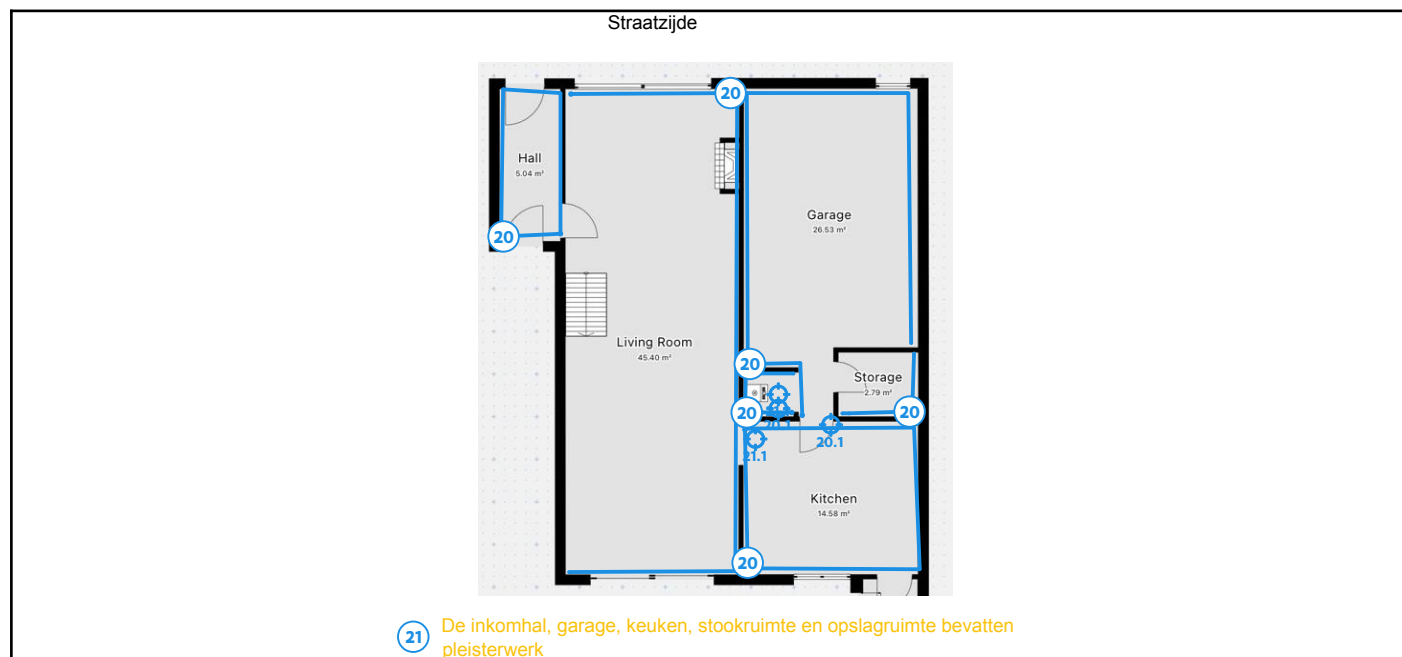 Straatzijde
20
Hall
5.04 m²
Garage
26.53 m²
20
Living Room
45.40 m²
20
Storage
2.79 m²
20
20
20.1
20.1
21.1
Kitchen
14.58 m²
20
21
De inkomhal, garage, keuken, stookruimte en opslagruimte bevatten
pleisterwerk